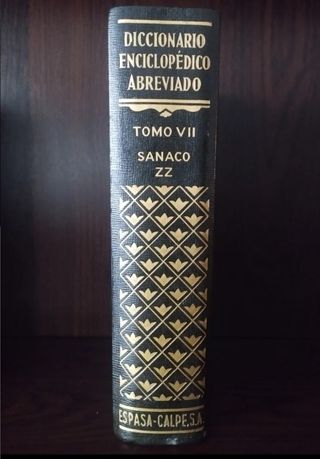 DICCIONARIO
ENCICLOPÉDICO
ABREVIADO
TOMO VII
SANACO
ZZ
ESPASA-CALPE, S.A.